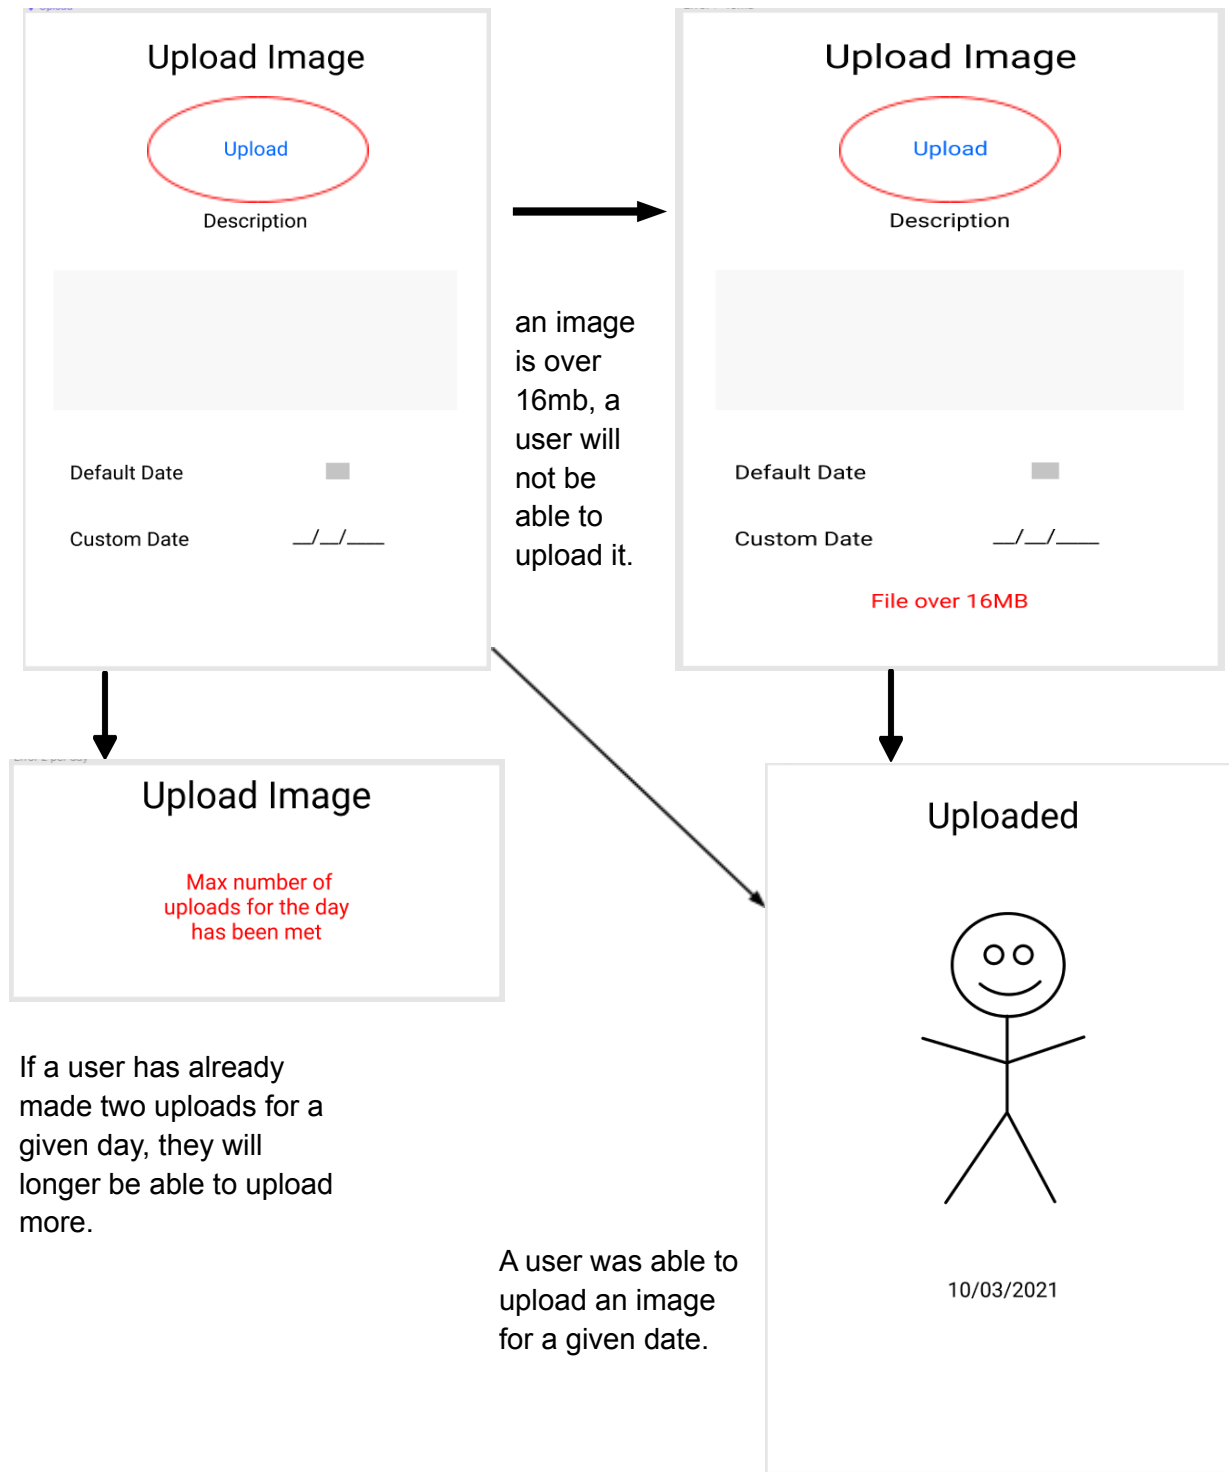 Upload Image
Upload
Description
Default Date
Custom Date __/__/____
an image
is over
16mb, a
user will
not be
able to
upload it.
Upload Image
Upload
Description
Default Date
Custom Date __/__/____
File over 16MB
Upload Image
Max number of
uploads for the day
has been met
If a user has already
made two uploads for a
given day, they will
longer be able to upload
more.
A user was able to
upload an image
for a given date.
Uploaded
10/03/2021